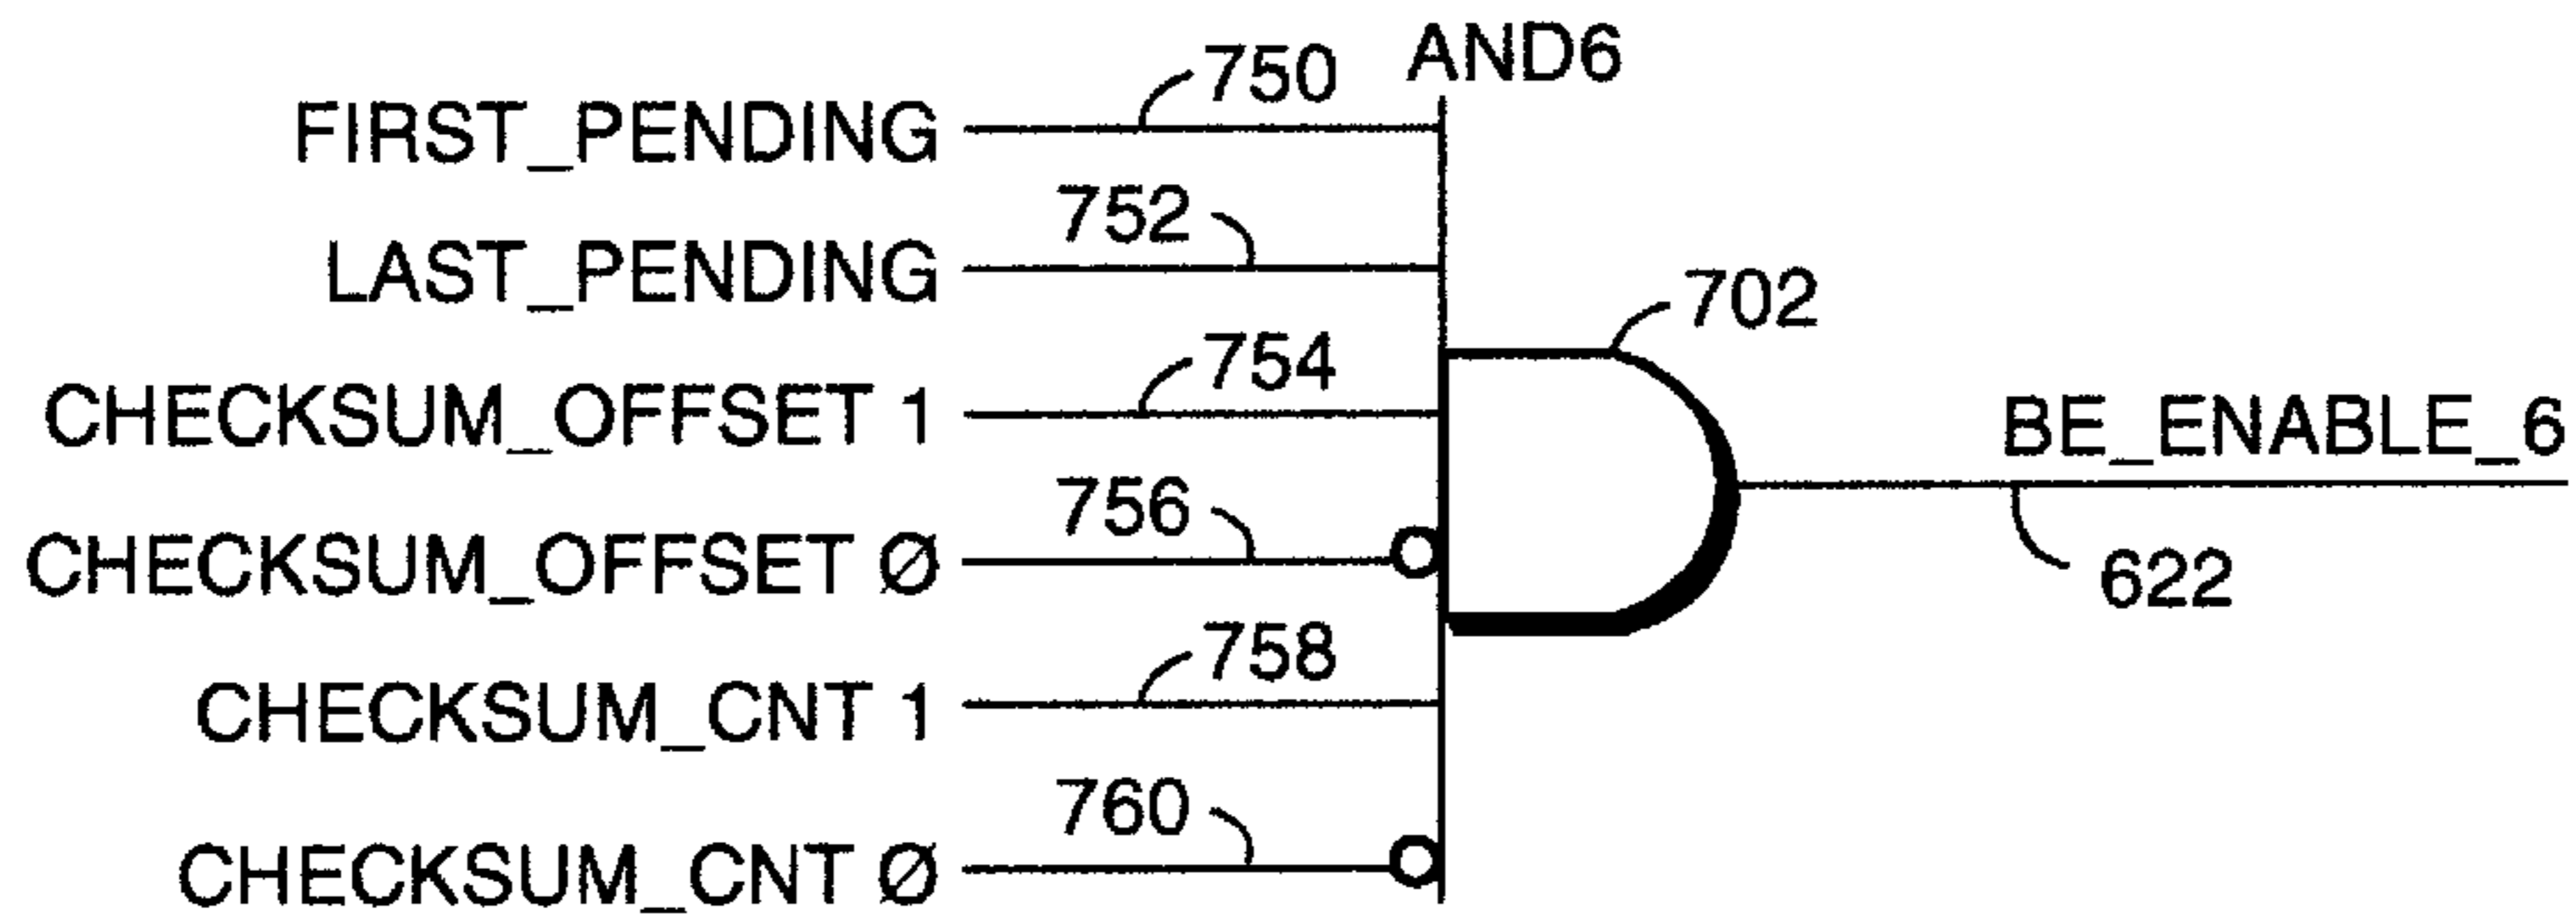 AND6
750
FIRST_PENDING
752
LAST_PENDING
702
754
CHECKSUM_OFFSET 1
BE_ENABLE_6
756
CHECKSUM_OFFSET Ø
622
758
CHECKSUM_CNT 1
760
CHECKSUM_CNT Ø